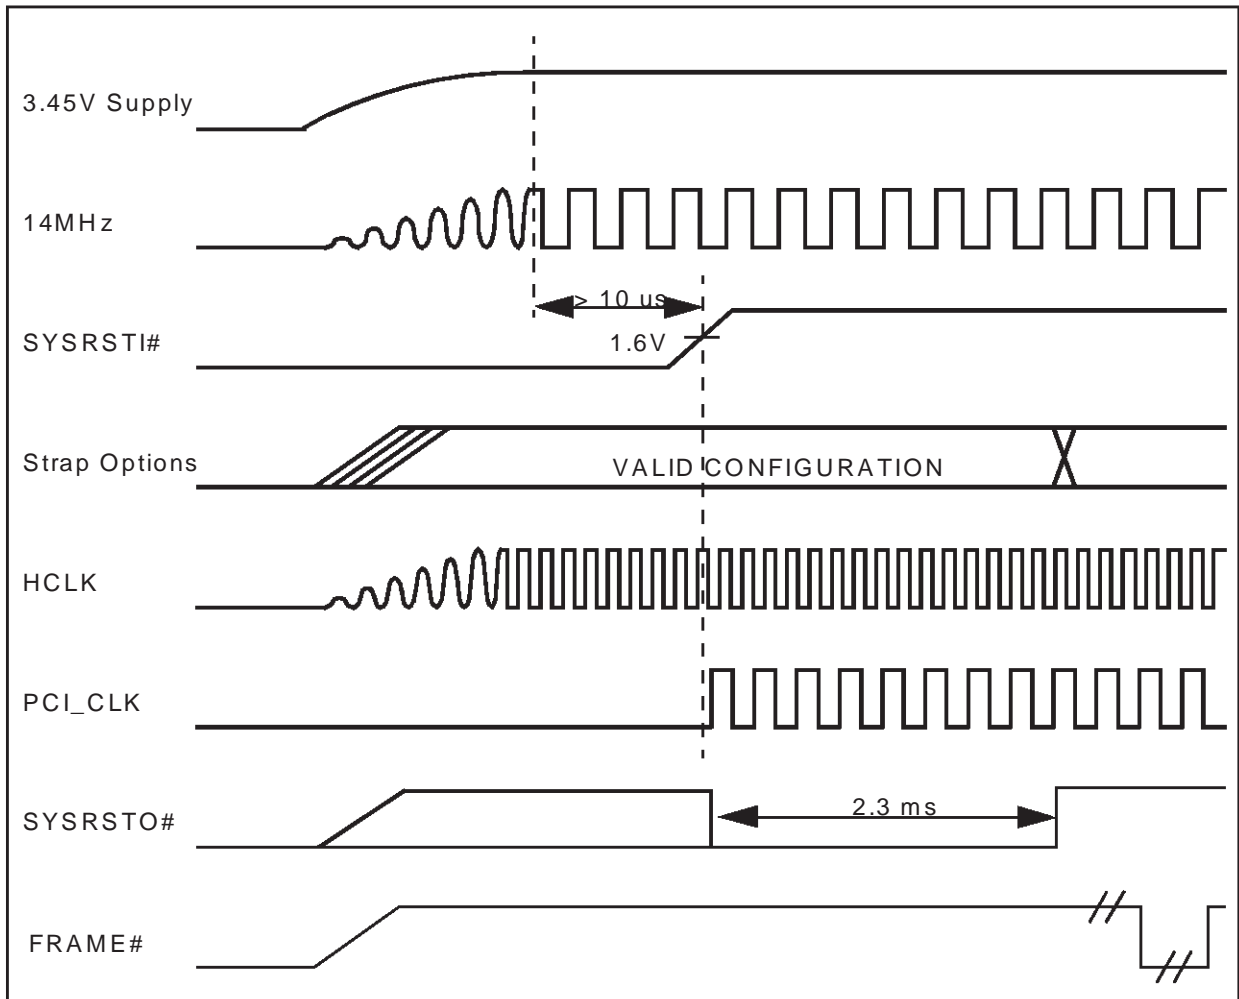 3.45V Supply
14MHz
> 10 us
SYSRSTI#
1.6V
Strap Options
VALID CONFIGURATION
HCLK
PCI_CLK
SYSRSTO#
2.3 ms
FRAME#